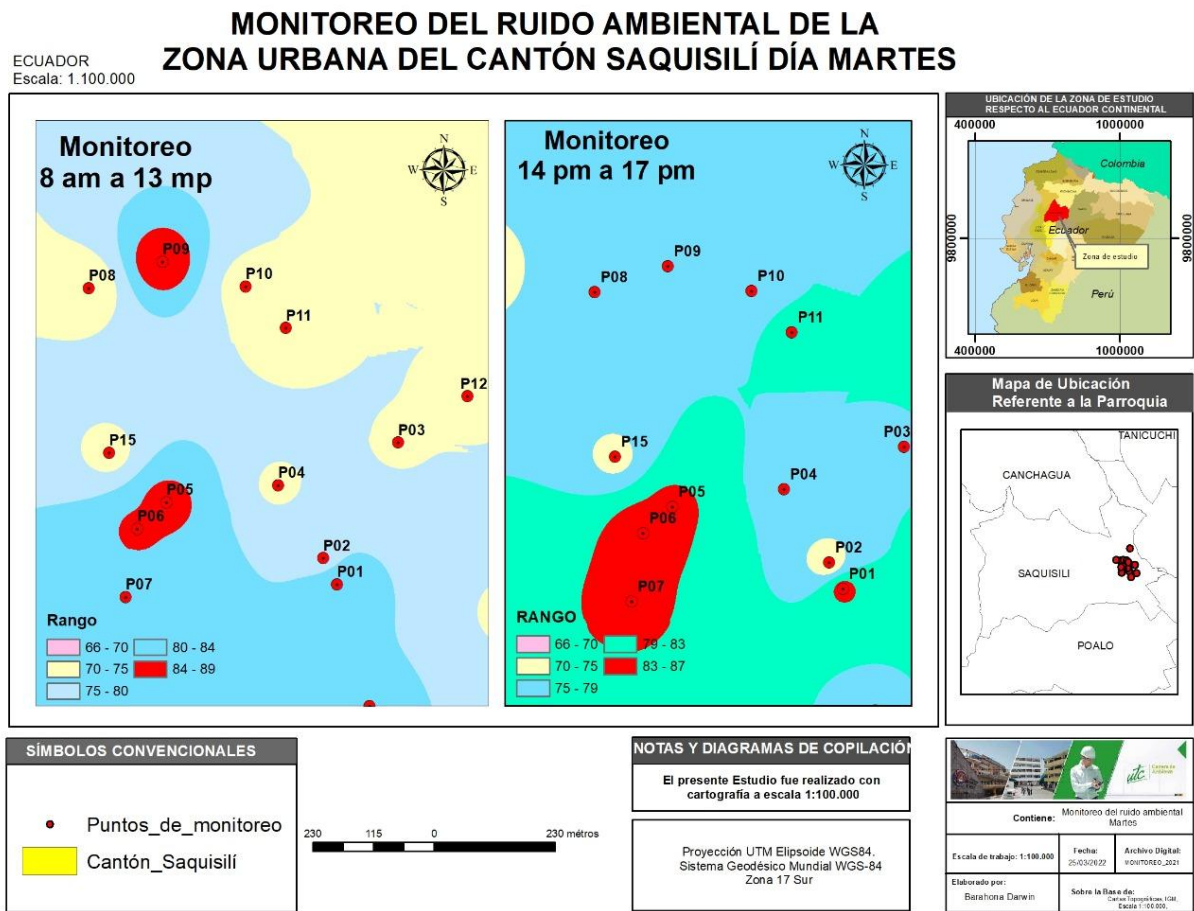 MONITOREO DEL RUIDO AMBIENTAL DE LA
ZONA URBANA DEL CANTÓN SAQUISILÍ DÍA MARTES
ECUADOR
Escala: 1.100.000
Monitoreo
8 am a 13 mp
N
W
E
S
P09
P08
P10
P11
P12
P03
P15
P04
P05
P06
P02
P01
P07
Rango
66 - 70
80 - 84
70 - 75
84 - 89
75 - 80
Monitoreo
14 pm a 17 pm
N
W
E
S
P09
P08
P10
P11
P03
P15
P04
P05
P06
P02
P01
P07
RANGO
66 - 70
79 - 83
70 - 75
83 - 87
75 - 79
UBICACIÓN DE LA ZONA DE ESTUDIO
RESPECTO AL ECUADOR CONTINENTAL
400000
1000000
Colombia
9800000
9800000
Ecuador
Zona de estudio
Perú
400000
1000000
Mapa de Ubicación
Referente a la Parroquia
TANICUCHI
CANCHAGUA
SAQUISILI
POALO
SÍMBOLOS CONVENCIONALES
Puntos_de_monitoreo
Cantón_Saquisilí
230
115
0
230 métros
NOTAS Y DIAGRAMAS DE COPILACIÓN
El presente Estudio fue realizado con
cartografía a escala 1:100.000
Proyección UTM Elipsoide WGS84.
Sistema Geodésico Mundial WGS-84
Zona 17 Sur
utc
Carrera de
Contiene:
Monitoreo del ruido ambiental
Martes
Escala de trabajo: 1:100.000
Fecha:
25/03/2022
Archivo Digital:
MONITOREO_2021
Elaborado por:
Barahona Darwin
Sobre la Base de:
Cartas Topográficas, IGM,
Escala 1:100.000,